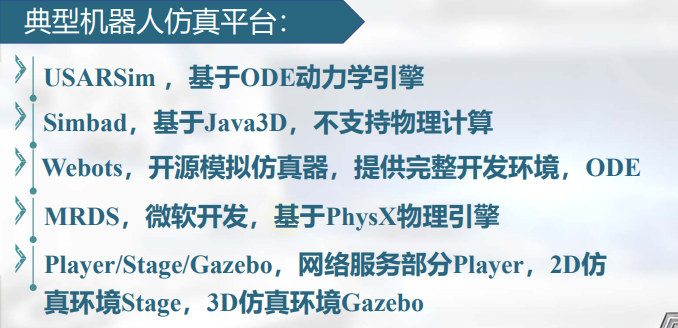 典型机器人仿真平台：
USARSim ，基于ODE动力学引擎
Simbad，基于Java3D，不支持物理计算
Webots，开源模拟仿真器，提供完整开发环境，ODE
MRDS，微软开发，基于PhysX物理引擎
Player/Stage/Gazebo，网络服务部分Player，2D仿
真环境Stage，3D仿真环境Gazebo